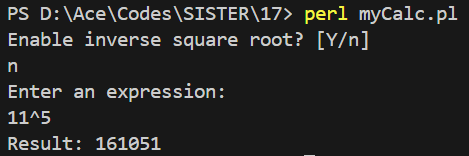 PS D:\Ace\Codes\SISTER\17> perl myCalc.pl
Enable inverse square root? [Y/n]
n
Enter an expression:
11^5
Result: 161051